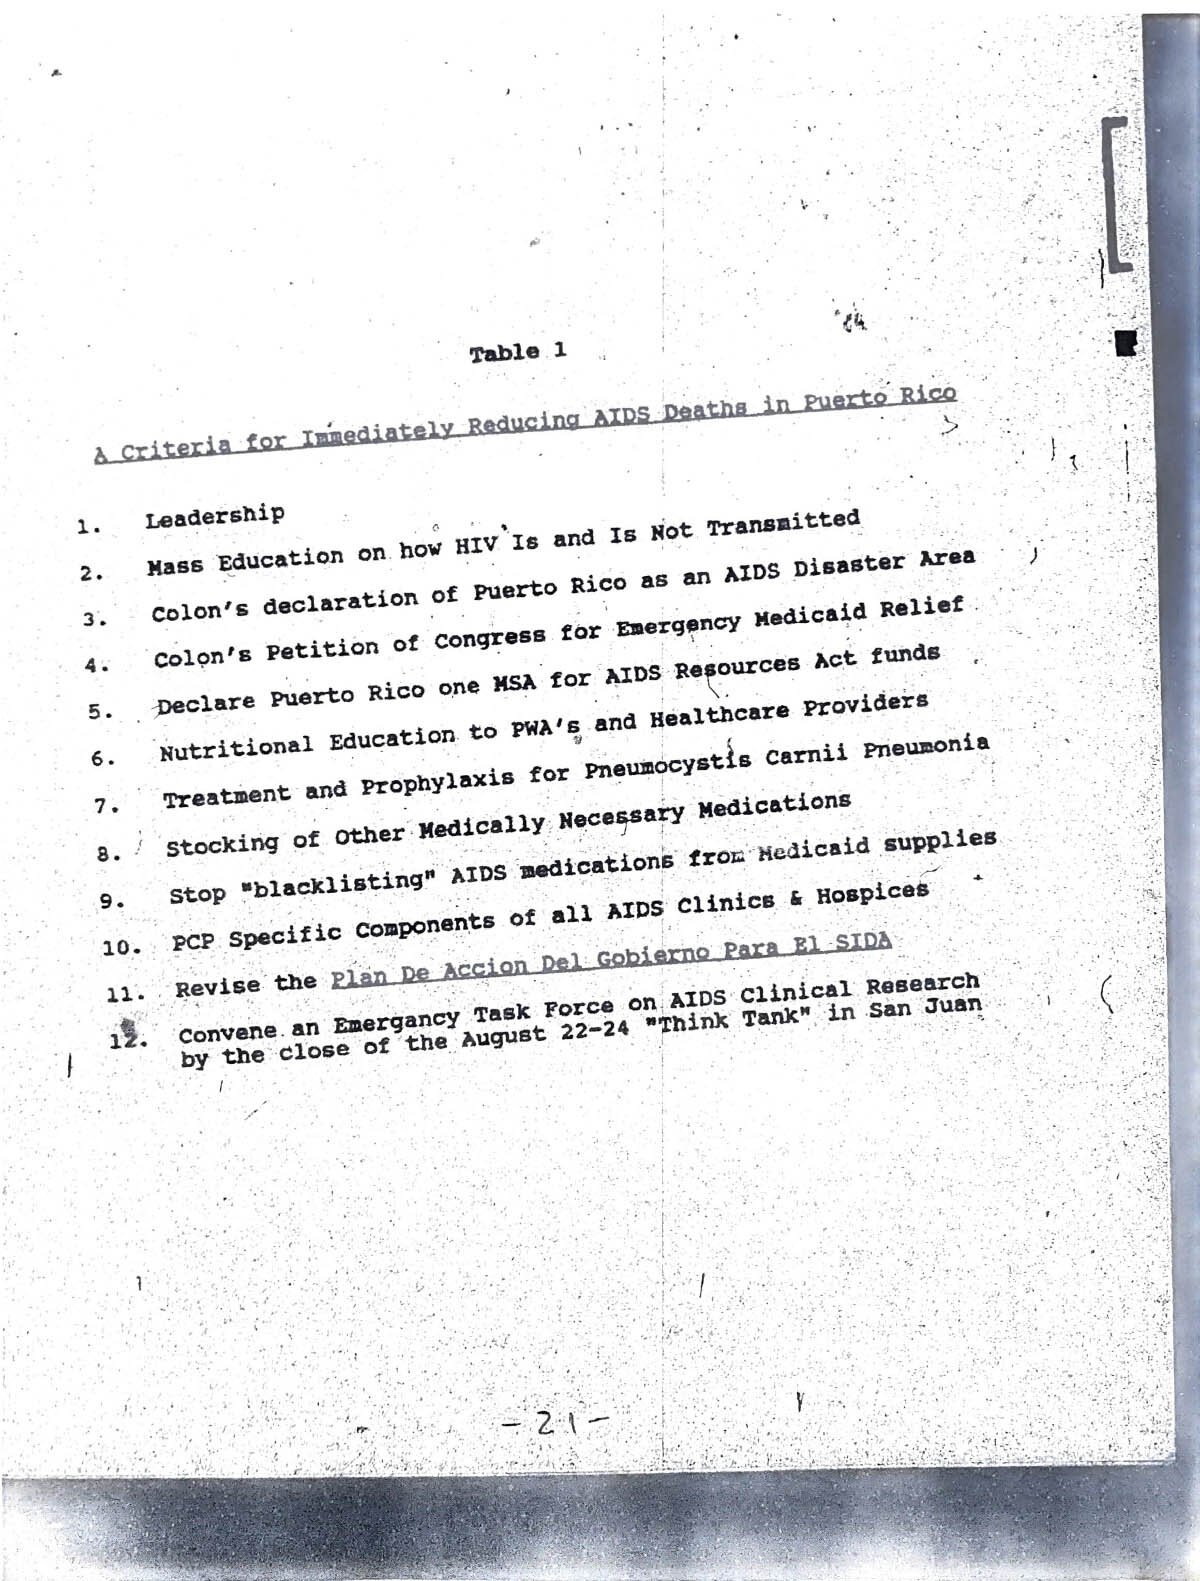 Table 1
A Criteria for Immediately Reducing AIDS Deaths in Puerto Rico
1. Leadership
2. Mass Education on how HIV Is and Is Not Transmitted
3. Colon's declaration of Puerto Rico as an AIDS Disaster Area
4. Colon's Petition of Congress for Emergency Medicaid Relief
5. Declare Puerto Rico one MSA for AIDS Resources Act funds
6. Nutritional Education to PWA's and Healthcare Providers
7. Treatment and Prophylaxis for Pneumocystis Carnii Pneumonia
8. Stocking of Other Medically Necessary Medications
9. Stop "blacklisting" AIDS medications from Medicaid supplies
10. PCP Specific Components of all AIDS Clinics & Hospices
11. Revise the Plan De Accion Del Gobierno Para El SIDA
12. Convene an Emergancy Task Force on AIDS Clinical Research
by the close of the August 22-24 "Think Tank" in San Juan
-21-